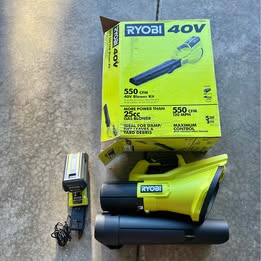 RYOBI 40V
550 CFM
40V Blower Kit
MORE POWER THAN
25cc
GAS BLOWER
550 CFM
IDEAL FOR DAMP/
MAXIMUM
CONTROL
YARD DEBRIS
RYOBI